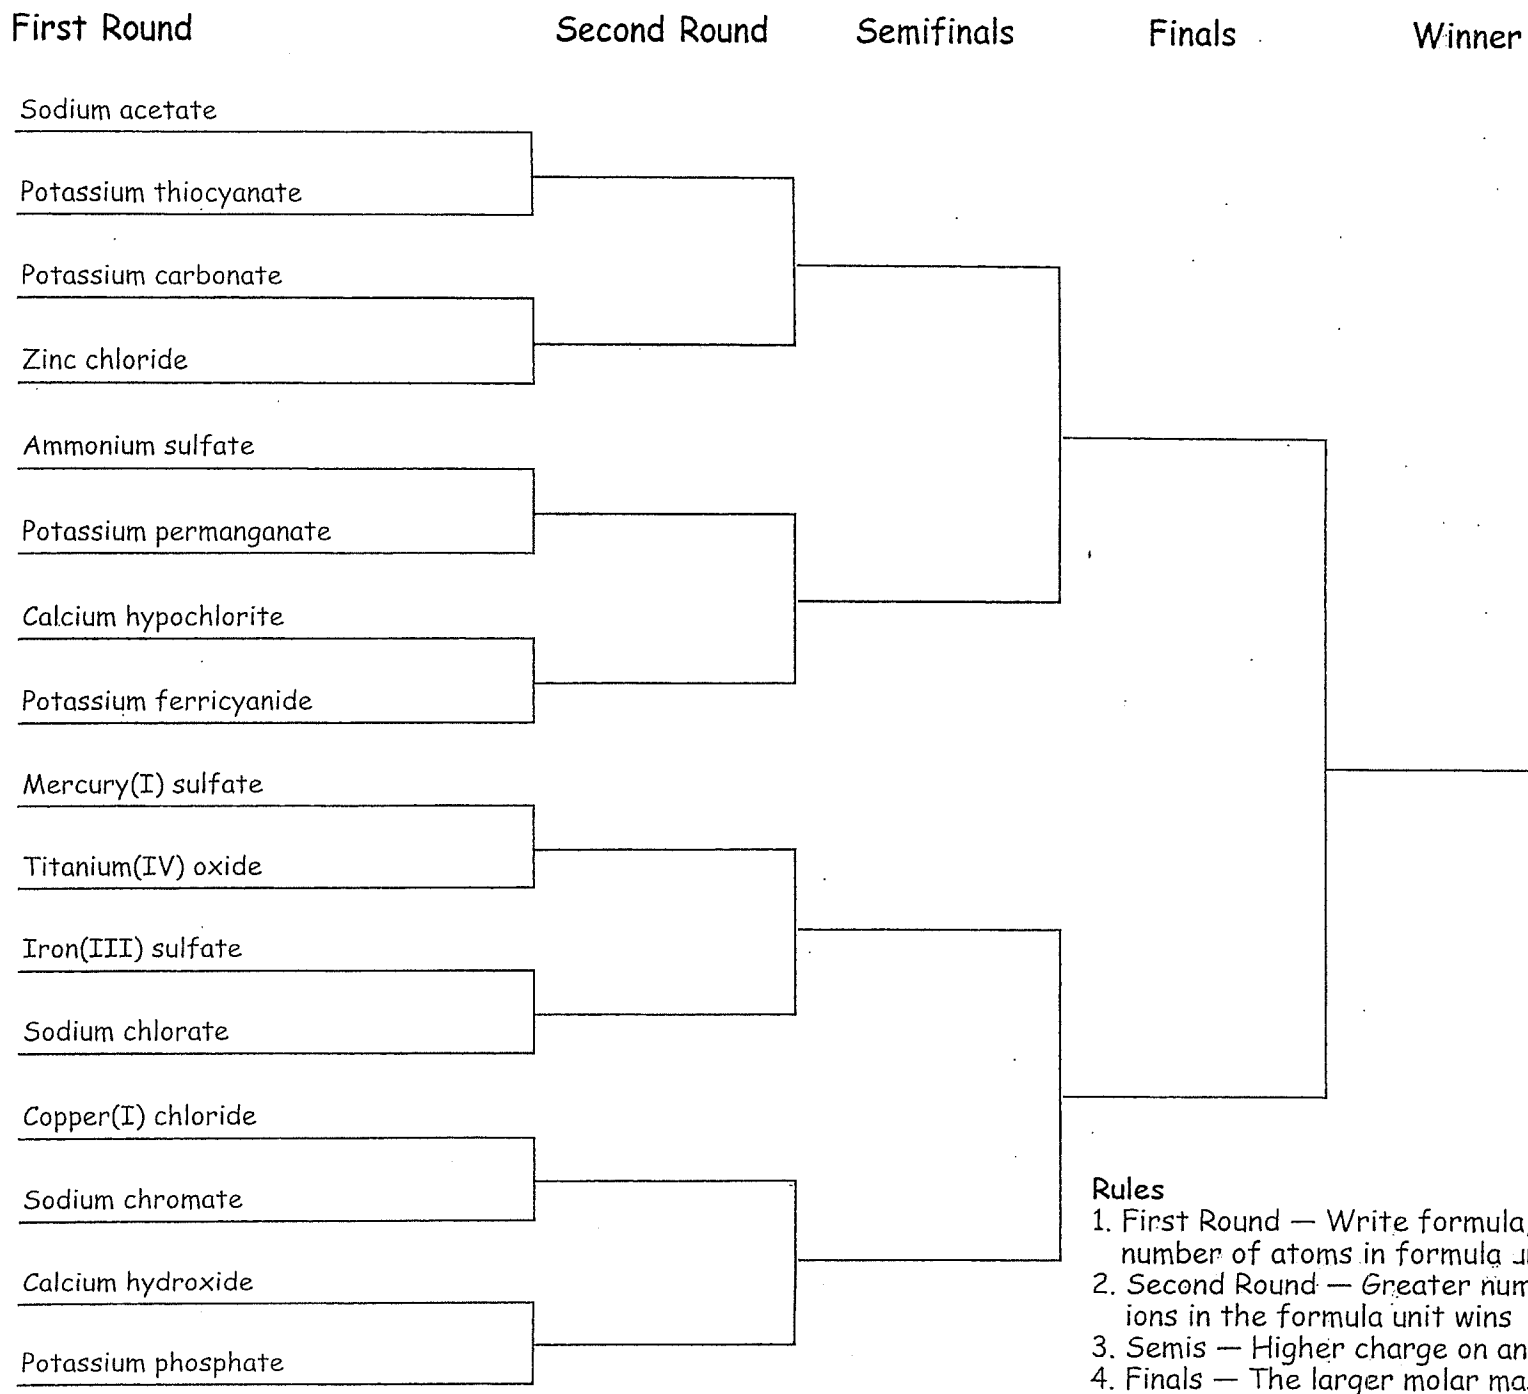 First Round
Second Round
Semifinals
Finals
Winner
Sodium acetate
Potassium thiocyanate
Potassium carbonate
Zinc chloride
Ammonium sulfate
Potassium permanganate
Calcium hypochlorite
Potassium ferricyanide
Mercury(I) sulfate
Titanium(IV) oxide
Iron(III) sulfate
Sodium chlorate
Copper(I) chloride
Sodium chromate
Calcium hydroxide
Potassium phosphate
Rules
1. First Round — Write formula,
number of atoms in formula
2. Second Round — Greater num
ions in the formula unit wins
3. Semis — Higher charge on an
4. Finals — The larger molar ma